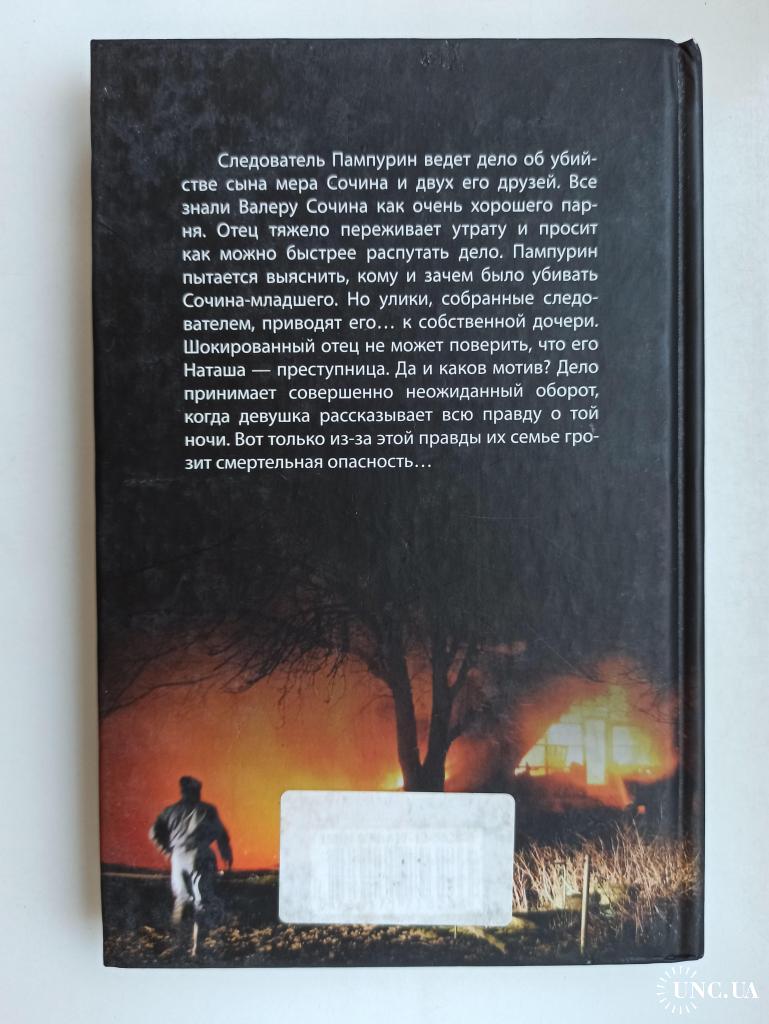 Следователь Пампурин ведет дело об убий-
стве сына мера Сочина и двух его друзей. Все
знали Валеру Сочина как очень хорошего пар-
ня. Отец тяжело переживает утрату и просит
как можно быстрее распутать дело. Пампурин
пытается выяснить, кому и зачем было убивать
Сочина-младшего. Но улики, собранные следо-
вателем, приводят его… к собственной дочери.
Шокированный отец не может поверить, что его
Наташа — преступница. Да и каков мотив? Дело
принимает совершенно неожиданный оборот,
когда девушка рассказывает всю правду о той
ночи. Вот только из-за этой правды их семье гро-
зит смертельная опасность…
UNC.UA